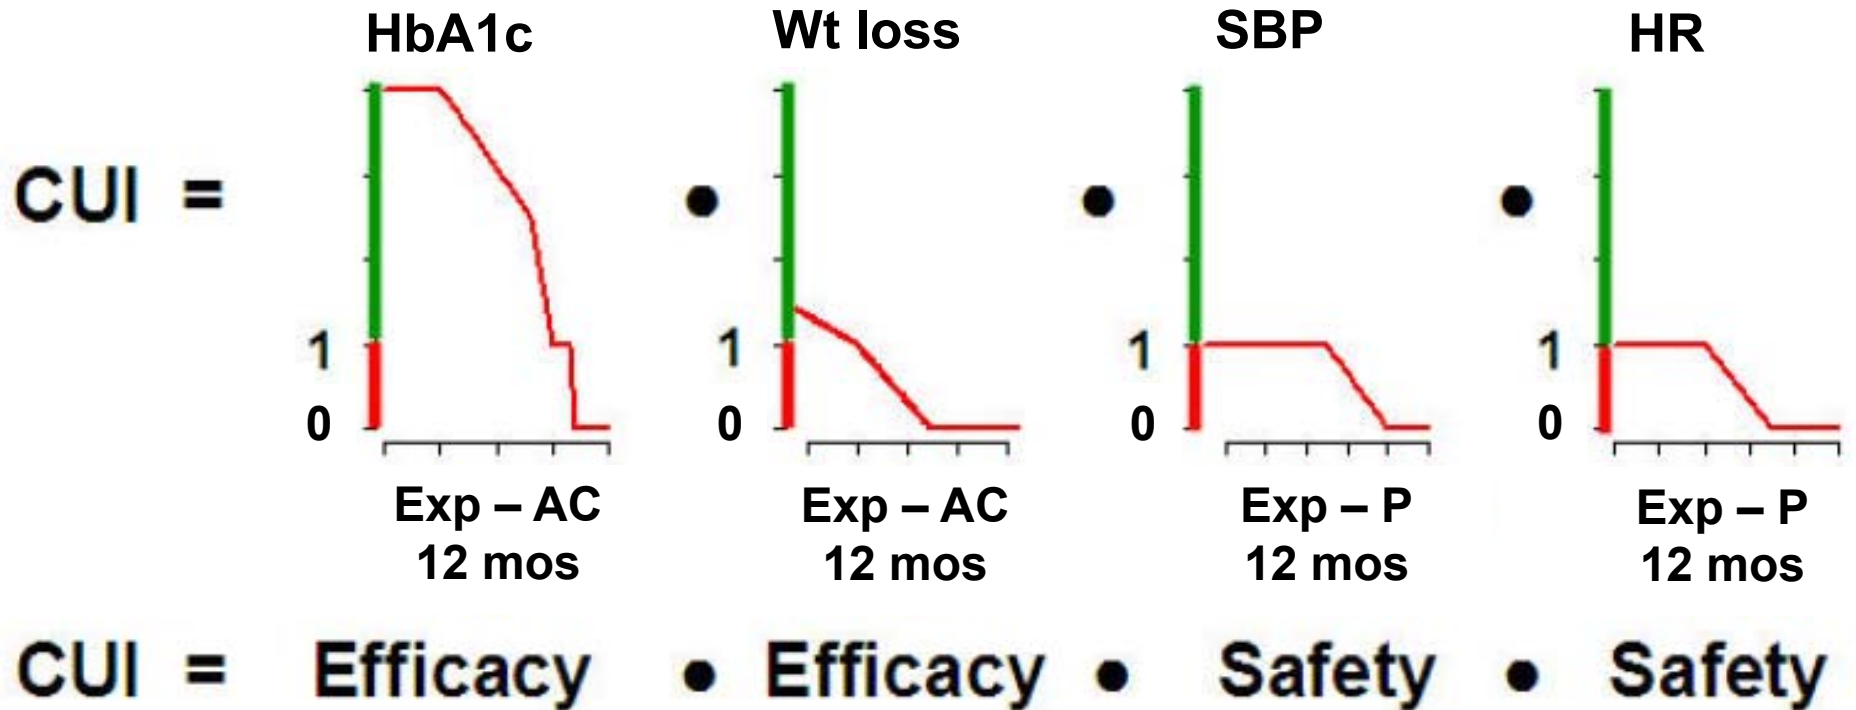 HbA1c Wt loss SBP HR
CUI = • • •
1 1 1 1
0 0 0 0
Exp – AC Exp – AC Exp – P Exp – P
12 mos 12 mos 12 mos 12 mos
CUI = Efficacy • Efficacy • Safety • Safety